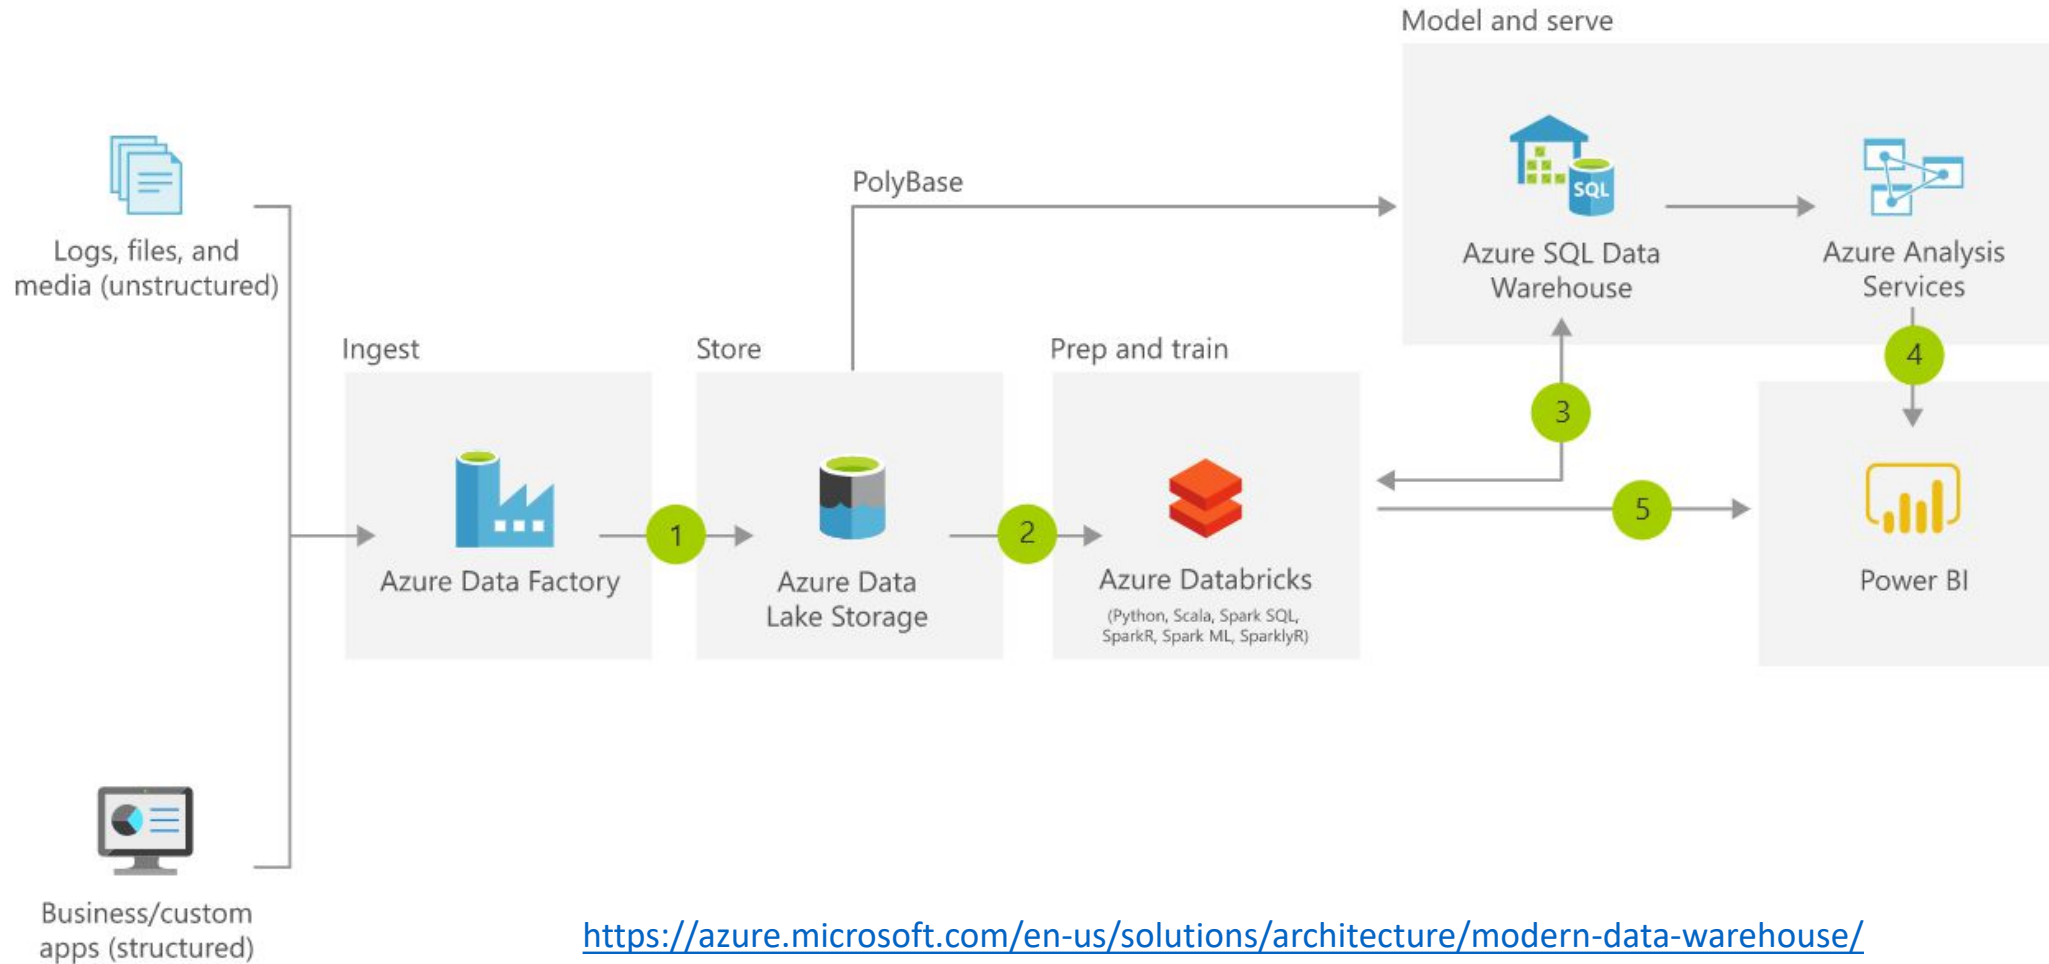 Model and serve
Logs, files, and
media (unstructured)
PolyBase
SQL
Azure SQL Data
Warehouse
Azure Analysis
Services
Ingest
Store
Prep and train
4
3
1
2
5
Azure Data Factory
Azure Data
Lake Storage
Azure Databricks
(Python, Scala, Spark SQL,
SparkR, Spark ML, SparklyR)
Power BI
Business/custom
apps (structured)
https://azure.microsoft.com/en-us/solutions/architecture/modern-data-warehouse/